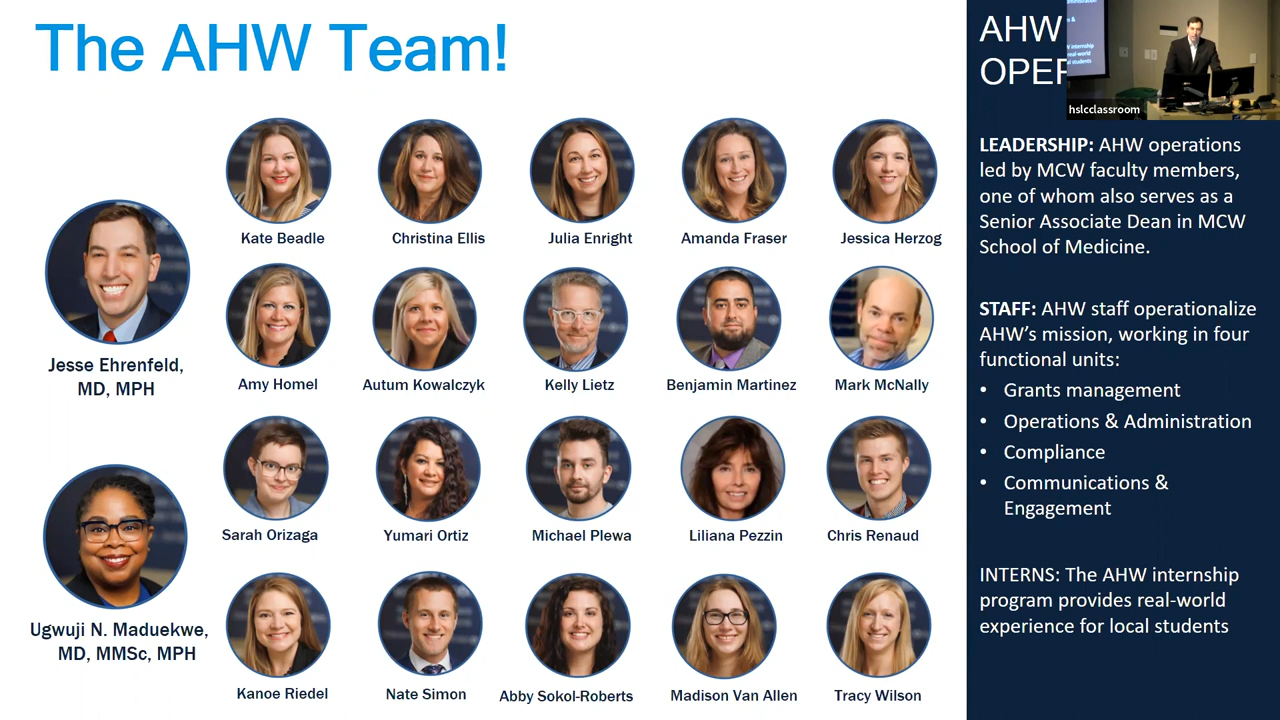 The AHW Team!
Kate Beadle
Christina Ellis
Julia Enright
Amanda Fraser
Jessica Herzog
Jesse Ehrenfeld,
MD, MPH
Amy Homel
Autum Kowalczyk
Kelly Lietz
Benjamin Martinez
Mark McNally
Sarah Orizaga
Yumari Ortiz
Michael Plewa
Liliana Pezzin
Chris Renaud
Ugwuji N. Maduekwe,
MD, MMSc, MPH
Kanoe Riedel
Nate Simon
Abby Sokol-Roberts
Madison Van Allen
Tracy Wilson
AHW
OPER
hslcclassroom
LEADERSHIP: AHW operations
led by MCW faculty members,
one of whom also serves as a
Senior Associate Dean in MCW
School of Medicine.
STAFF: AHW staff operationalize
AHW's mission, working in four
functional units:
• Grants management
• Operations & Administration
• Compliance
• Communications &
Engagement
INTERNS: The AHW internship
program provides real-world
experience for local students